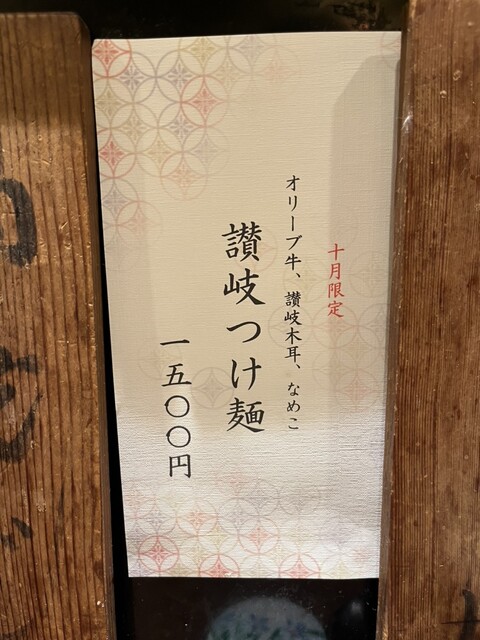 十月限定
オリーブ牛、讃岐木耳、なめこ
讃岐つけ麺
一五〇〇円